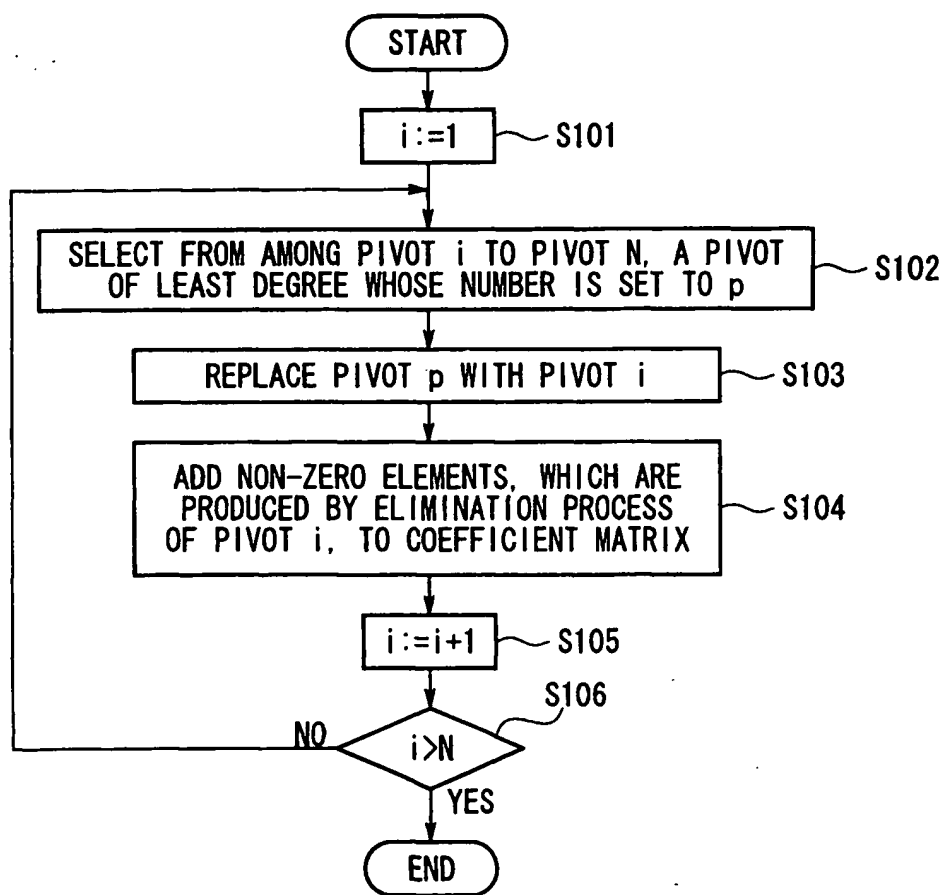 START
i:=1
S101
SELECT FROM AMONG PIVOT i TO PIVOT N, A PIVOT
OF LEAST DEGREE WHOSE NUMBER IS SET TO p
S102
REPLACE PIVOT p WITH PIVOT i
S103
ADD NON-ZERO ELEMENTS, WHICH ARE
PRODUCED BY ELIMINATION PROCESS
OF PIVOT i, TO COEFFICIENT MATRIX
S104
i:=i+1
S105
S106
NO
i>N
YES
END